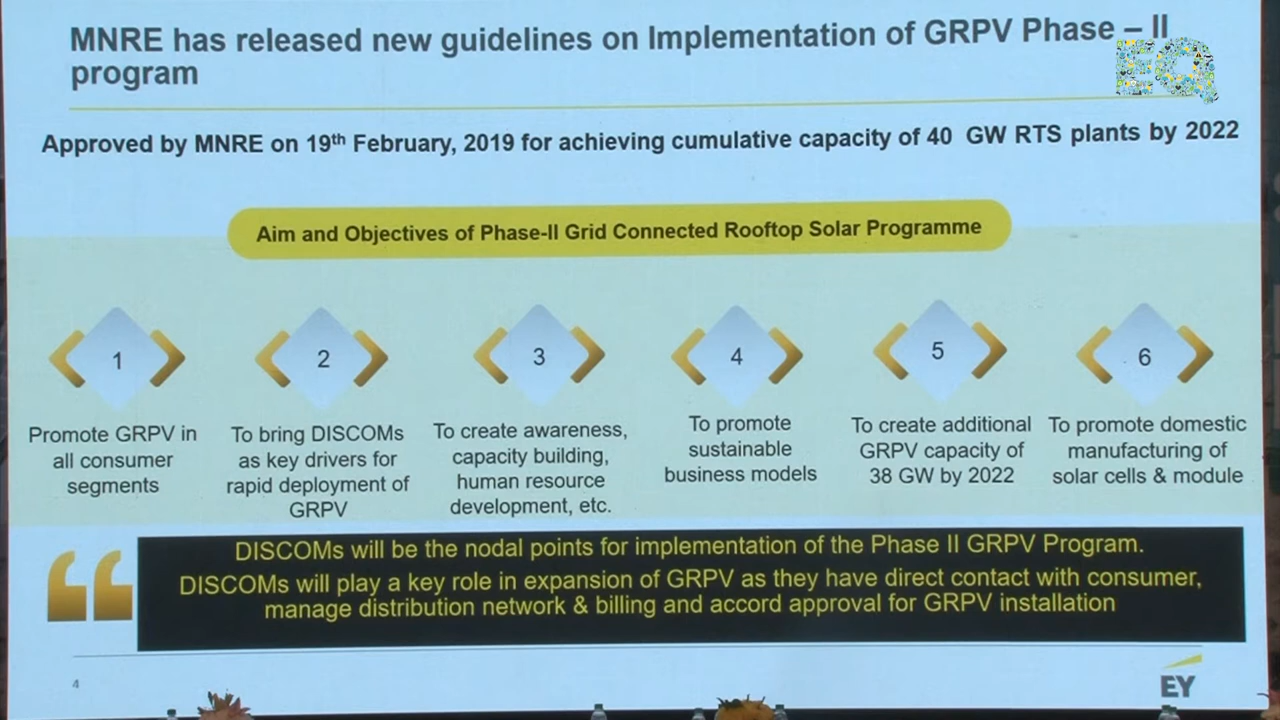 MNRE has released new guidelines on Implementation of GRPV Phase – II
program
EQ
Approved by MNRE on 19th February, 2019 for achieving cumulative capacity of 40 GW RTS plants by 2022
Aim and Objectives of Phase-II Grid Connected Rooftop Solar Programme
1
2
3
4
5
6
Promote GRPV in
all consumer
segments
To bring DISCOMs
as key drivers for
rapid deployment of
GRPV
To create awareness,
capacity building,
human resource
development, etc.
To promote
sustainable
business models
To create additional
GRPV capacity of
38 GW by 2022
To promote domestic
manufacturing of
solar cells & module
DISCOMs will be the nodal points for implementation of the Phase II GRPV Program.
DISCOMs will play a key role in expansion of GRPV as they have direct contact with consumer,
manage distribution network & billing and accord approval for GRPV installation
4
EY